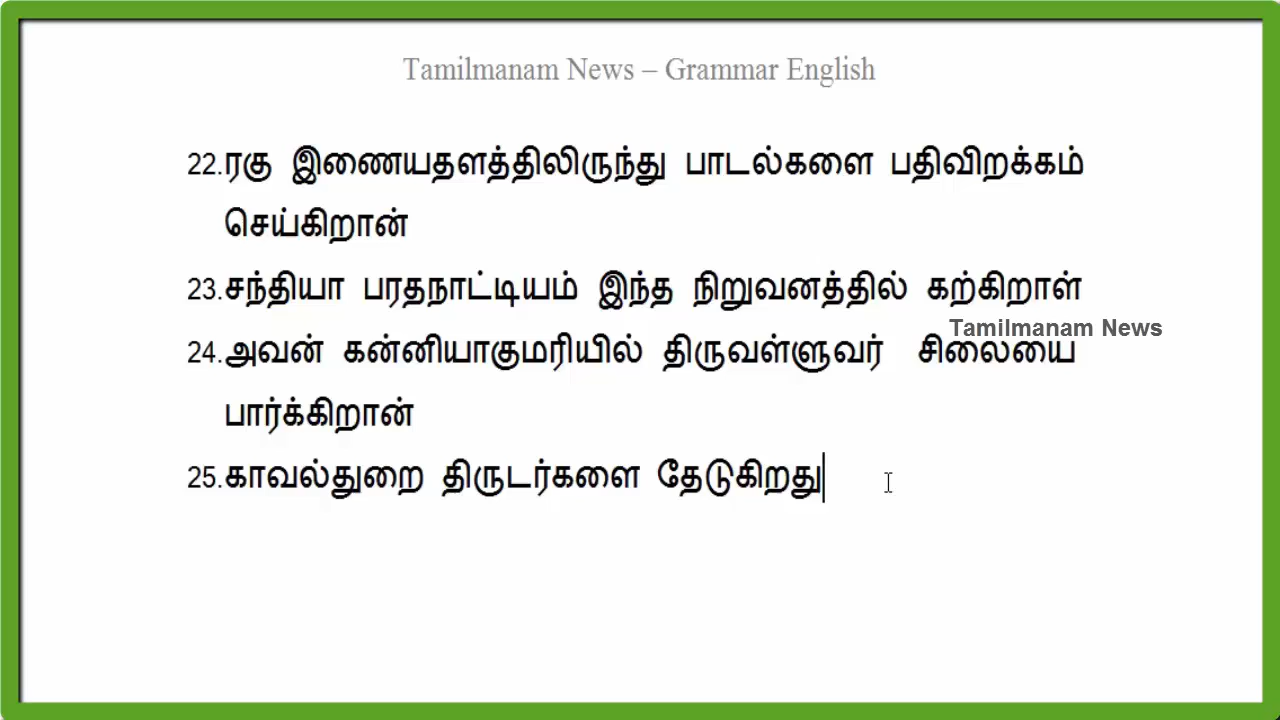 Tamilmanam News – Grammar English
22.ரகு இணையதளத்திலிருந்து பாடல்களை பதிவிறக்கம்
செய்கிறான்
23.சந்தியா பரதநாட்டியம் இந்த நிறுவனத்தில் கற்கிறாள்
Tamilmanam News
24.அவன் கன்னியாகுமரியில் திருவள்ளுவர் சிலையை
பார்க்கிறான்
25.காவல்துறை திருடர்களை தேடுகிறது